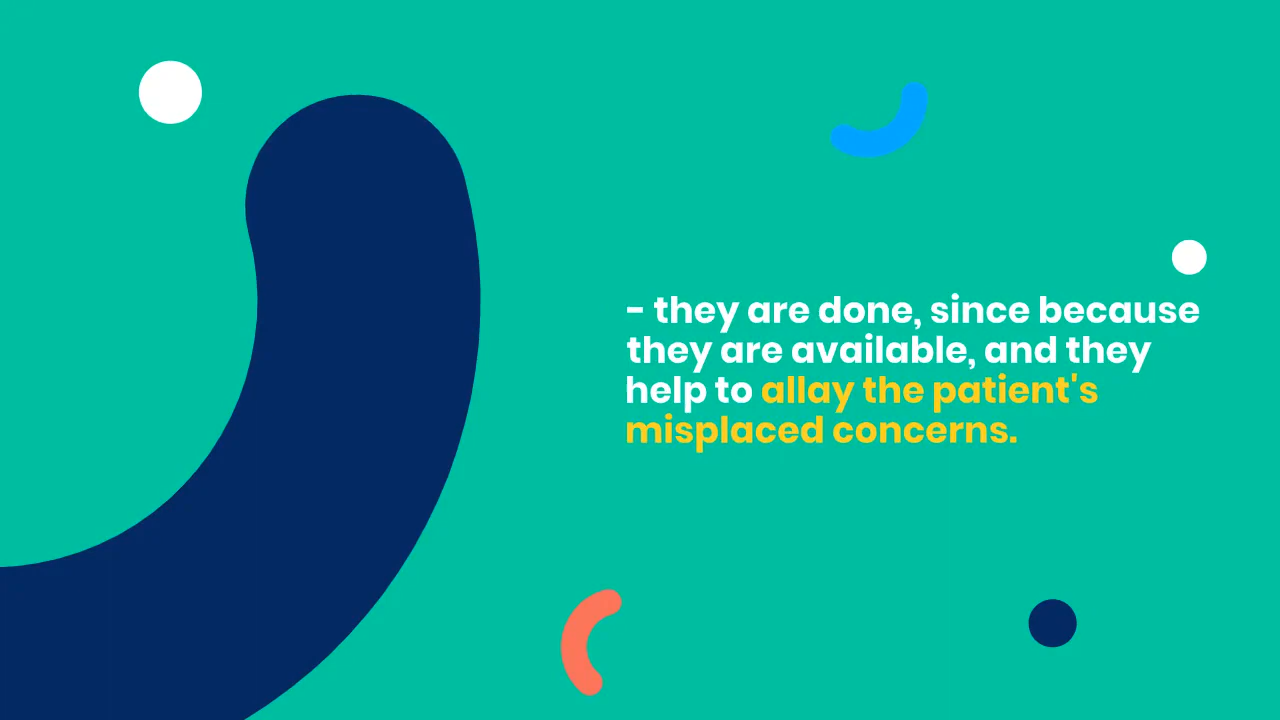 - they are done, since because
they are available, and they
help to allay the patient's
misplaced concerns.